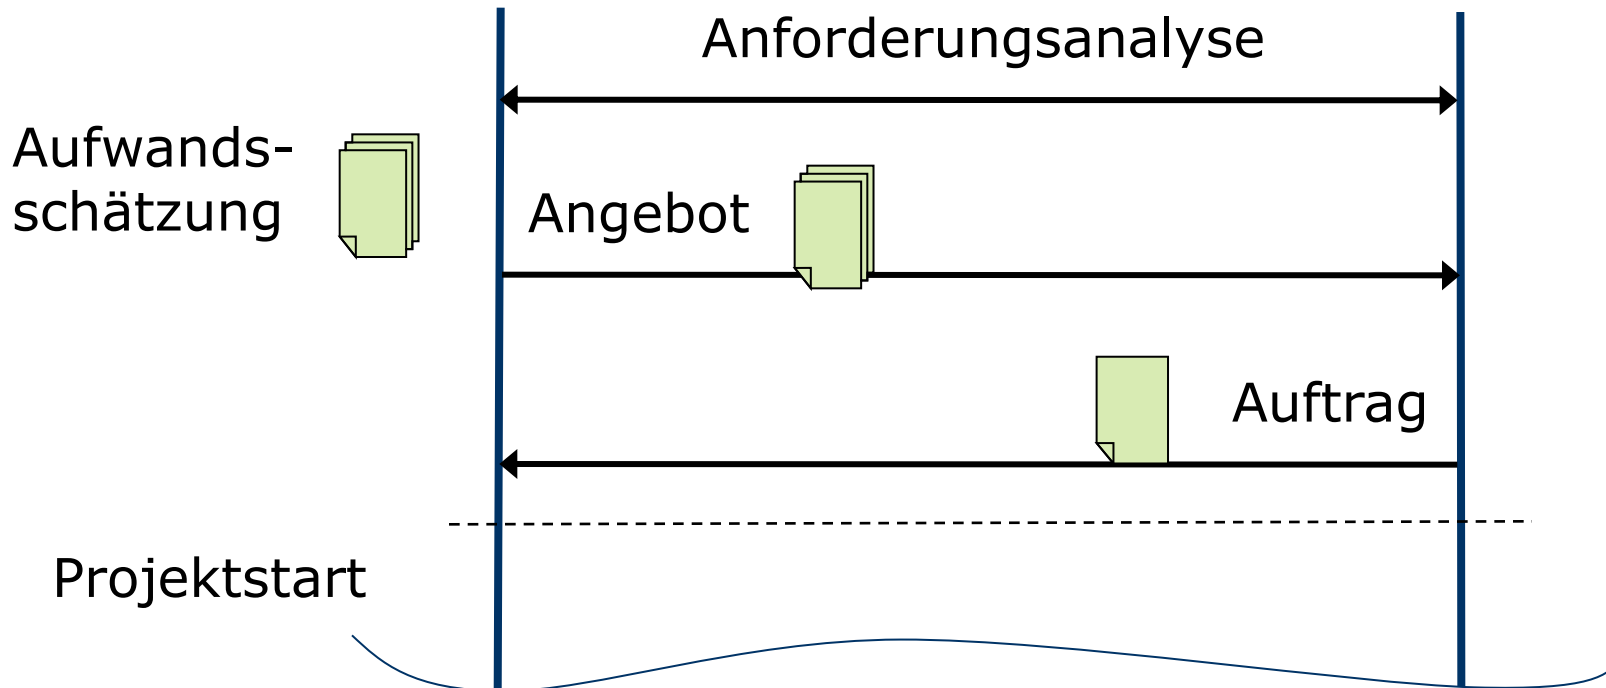 Anforderungsanalyse
Aufwands-
schätzung
Angebot
Auftrag
Projektstart